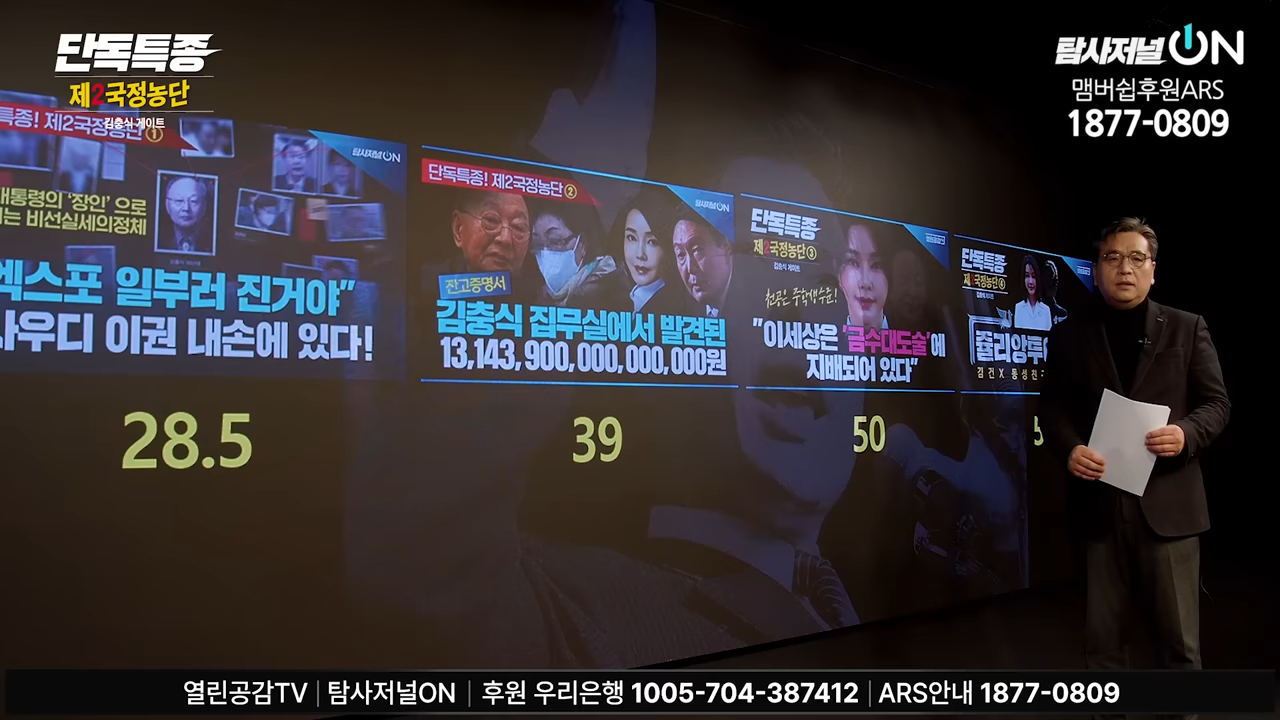 단독특종
제2국정농단
김충식 게이트
탐사저널ON
맴버쉽후원ARS
1877-0809
특종! 제2국정농단①
탐사저널ON
대통령의 '장인' 으로
는 비선실세의정체
엑스포 일부러 진거야"
사우디 이권 내손에 있다!
28.5
단독특종! 제2국정농단②
탐사저널ON
잔고증명서
김충식 집무실에서 발견된
13,143,900,000,000,000원
39
단독특종
제2국정농단③
김충식 게이트
"이세상은 '금수대도술'에
지배되어 있다"
50
단독특종
제2국정농단④
쥴리앙투
김 건 X 동 성 친 구
5
열린공감TV | 탐사저널ON | 후원 우리은행 1005-704-387412 | ARS안내 1877-0809